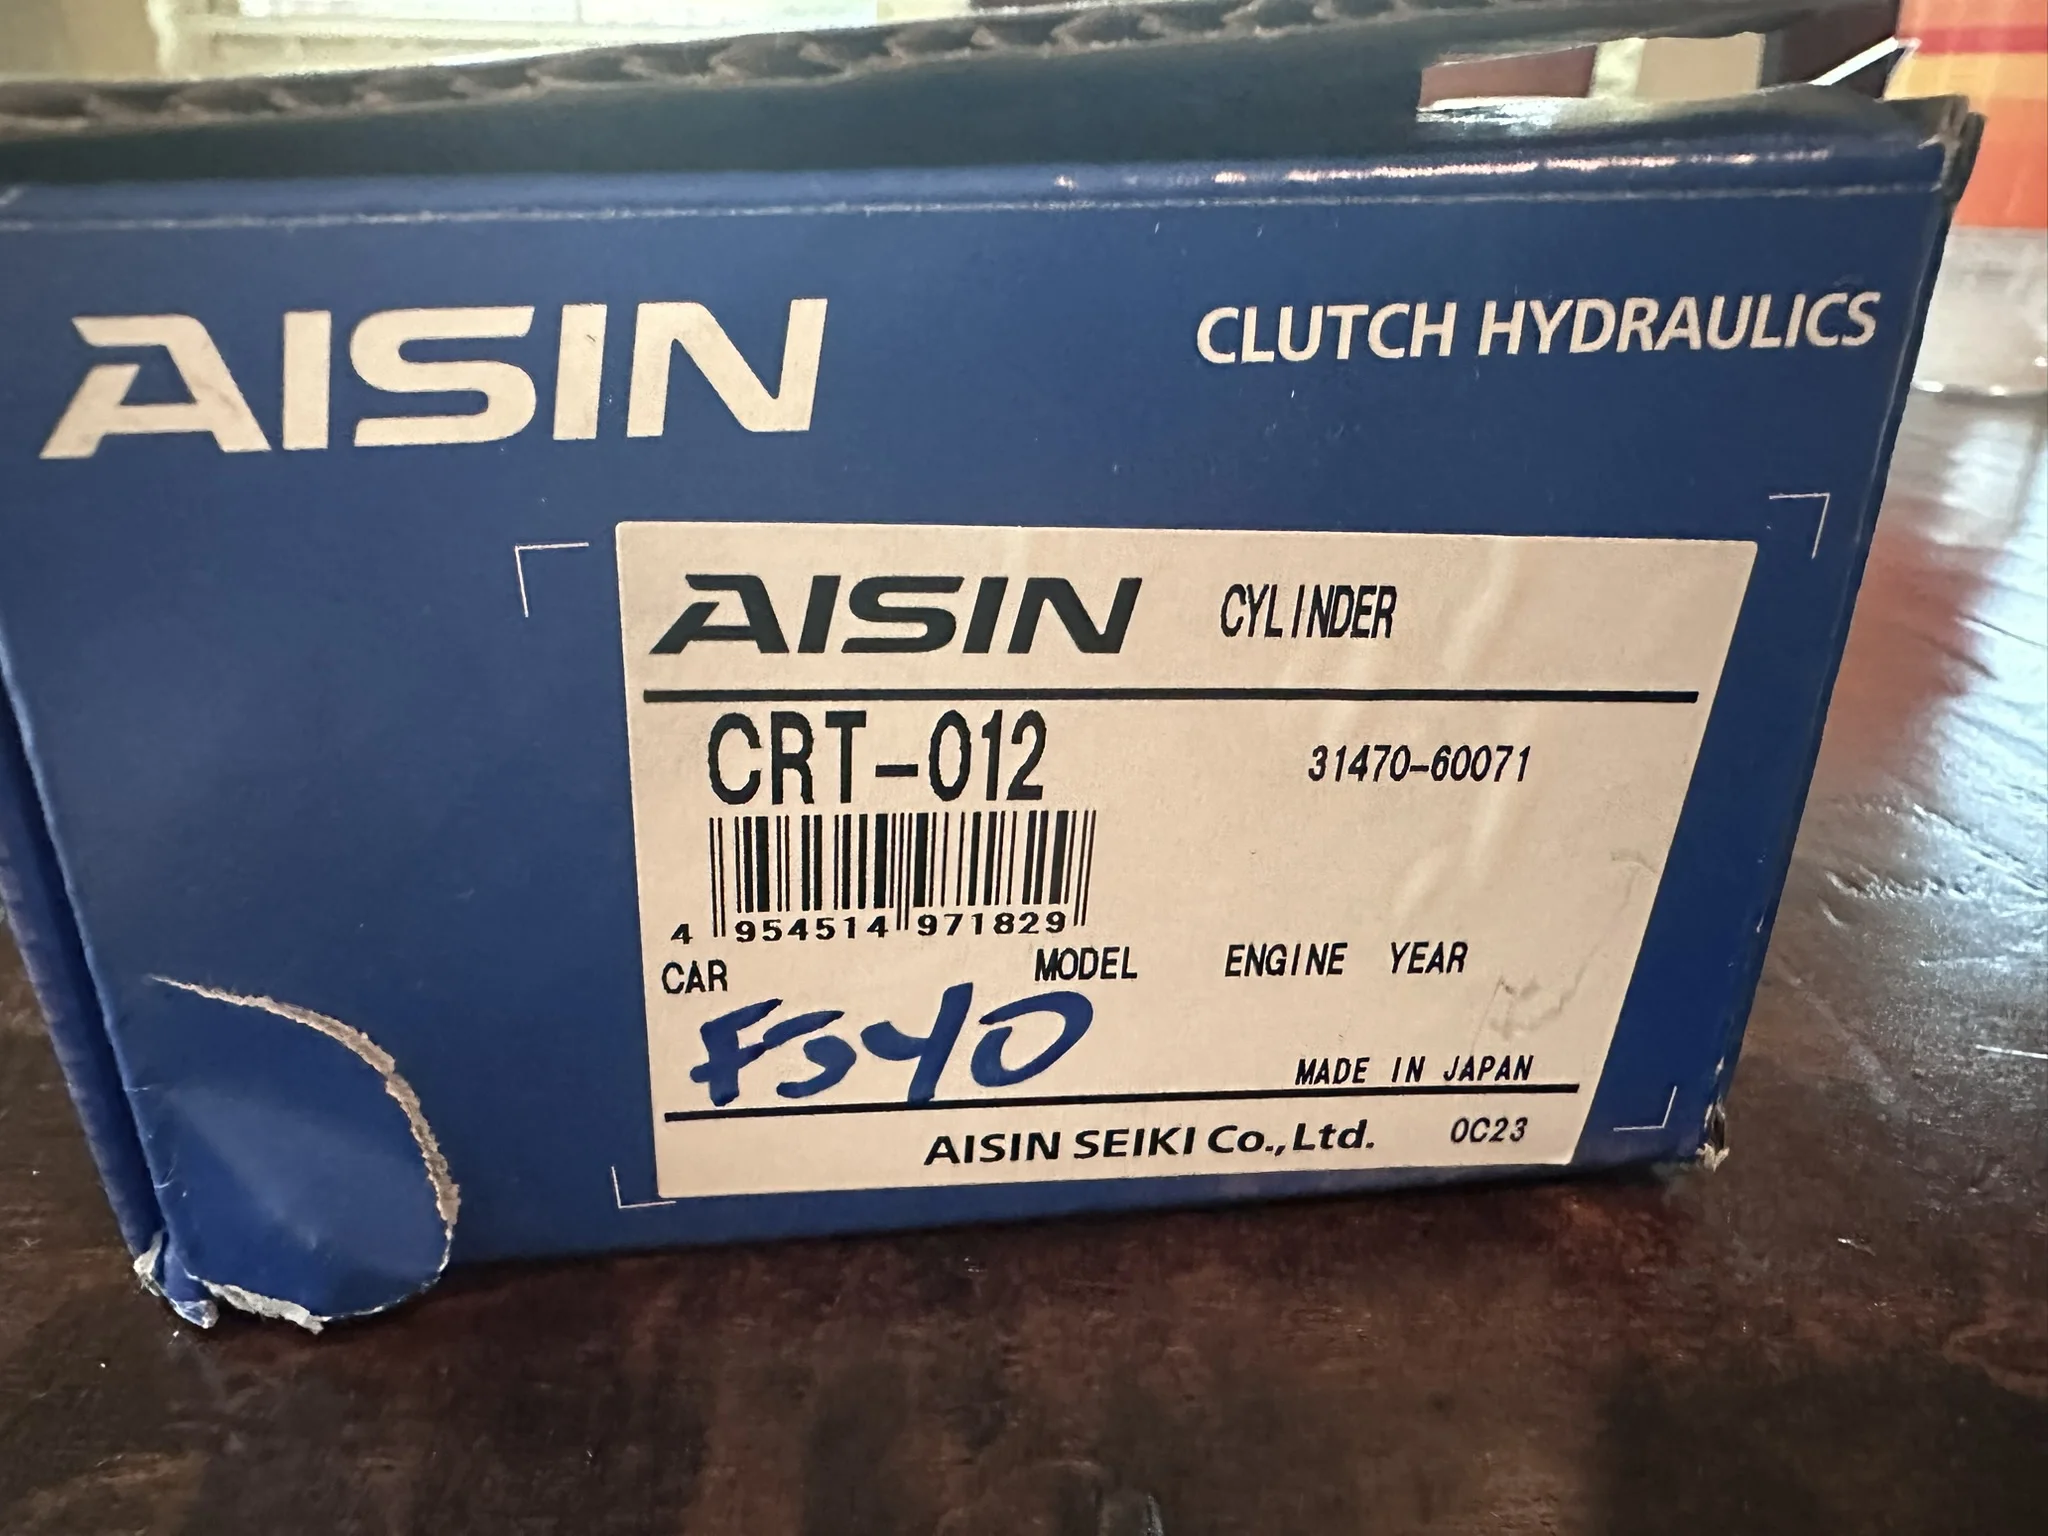 AISIN
CLUTCH HYDRAULICS
AISIN CYLINDER
CRT-012 31470-60071
4 954514 971829
CAR MODEL ENGINE YEAR
FJ40
MADE IN JAPAN
AISIN SEIKI Co.,Ltd. 0C23